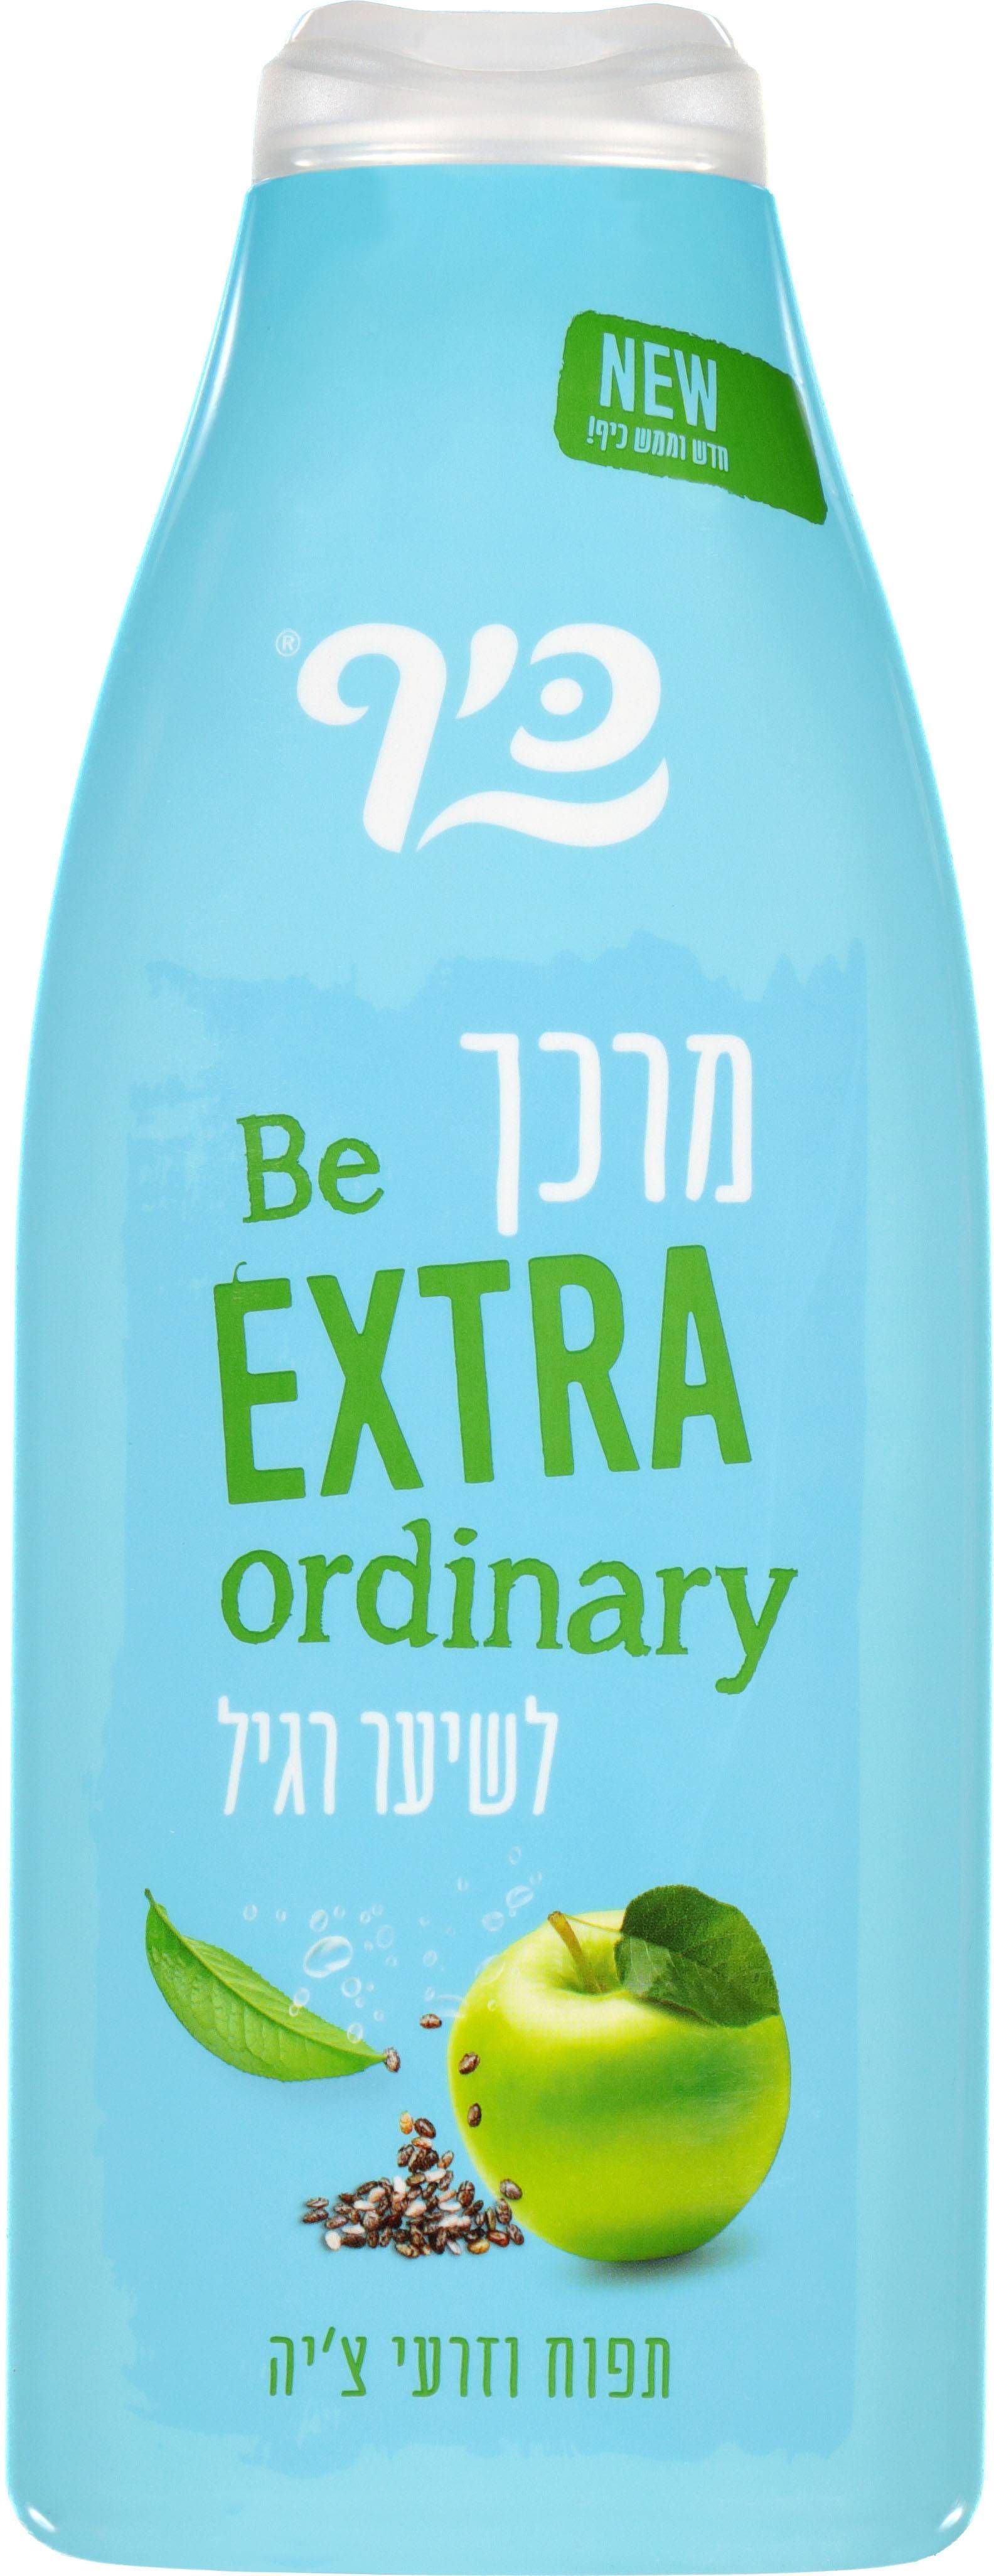 NEW
חדש וממש כיף!
כיף®
מרכך
Be
EXTRA
ordinary
לשיער רגיל
תפוח וזרעי צ'יה